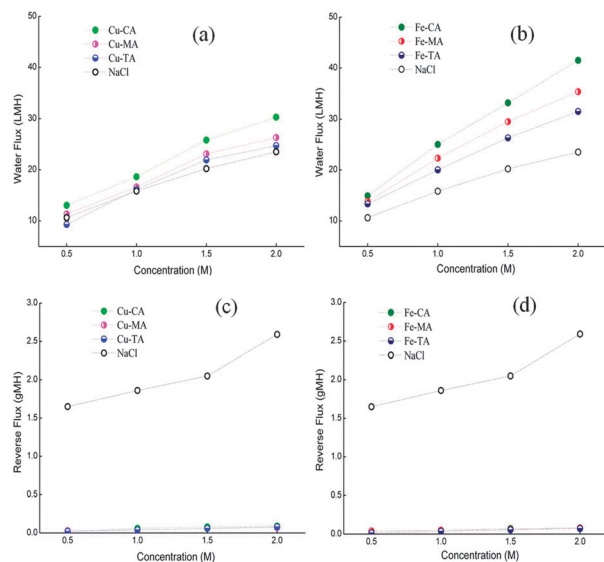 (a)
Cu-CA
Cu-MA
Cu-TA
NaCl
50
40
30
20
10
Water Flux (LMH)
0.5 1.0 1.5 2.0
Concentration (M)
(b)
Fe-CA
Fe-MA
Fe-TA
NaCl
50
40
30
20
10
Water Flux (LMH)
0.5 1.0 1.5 2.0
Concentration (M)
(c)
Cu-CA
Cu-MA
Cu-TA
NaCl
3.0
2.5
2.0
1.5
1.0
0.5
0.0
Reverse Flux (gMH)
0.5 1.0 1.5 2.0
Concentration (M)
(d)
Fe-CA
Fe-MA
Fe-TA
NaCl
3.0
2.5
2.0
1.5
1.0
0.5
0.0
Reverse Flux (gMH)
0.5 1.0 1.5 2.0
Concentration (M)